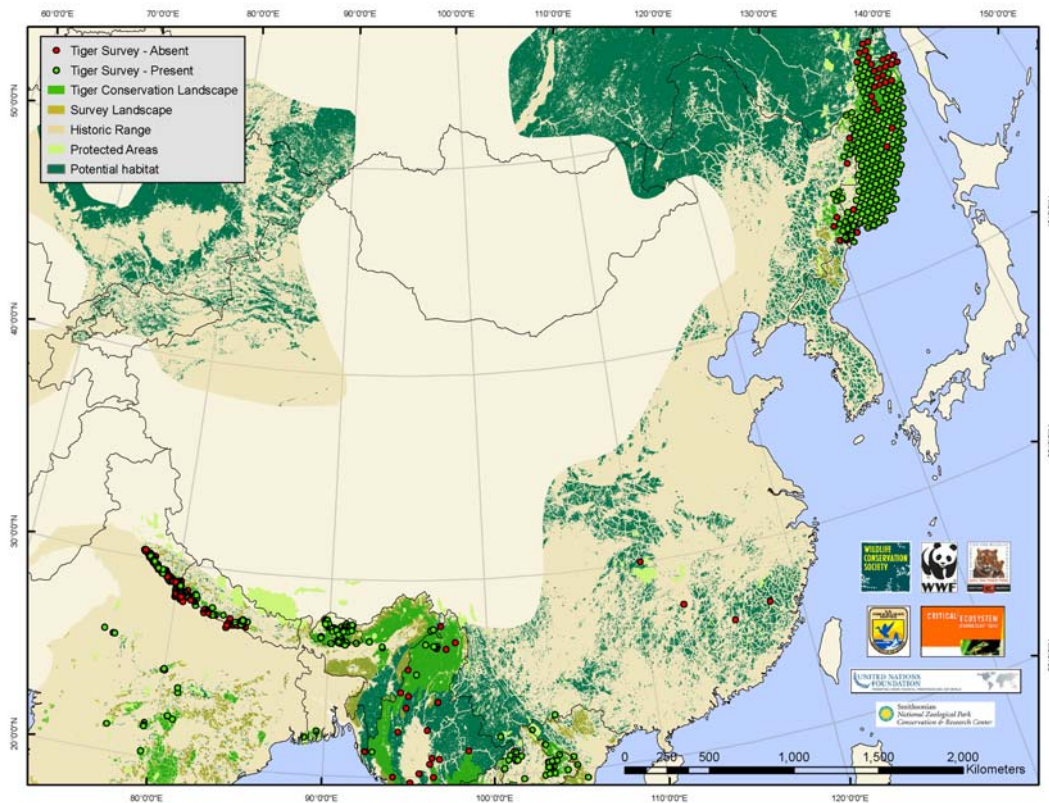 60°0'0"E 70°0'0"E 80°0'0"E 90°0'0"E 100°0'0"E 110°0'0"E 120°0'0"E 130°0'0"E 140°0'0"E 150°0'0"E
Tiger Survey - Absent
Tiger Survey - Present
Tiger Conservation Landscape
Survey Landscape
Historic Range
Protected Areas
Potential habitat
50°0'0"N
40°0'0"N
30°0'0"N
20°0'0"N
WILDLIFE
CONSERVATION
SOCIETY
WWF
CRITICAL ECOSYSTEM
UNITED NATIONS
FOUNDATION
Smithsonian
National Zoological Park
Conservation & Research Center
0 250 500 1,000 1,500 2,000
Kilometers
80°0'0"E 90°0'0"E 100°0'0"E 110°0'0"E 120°0'0"E